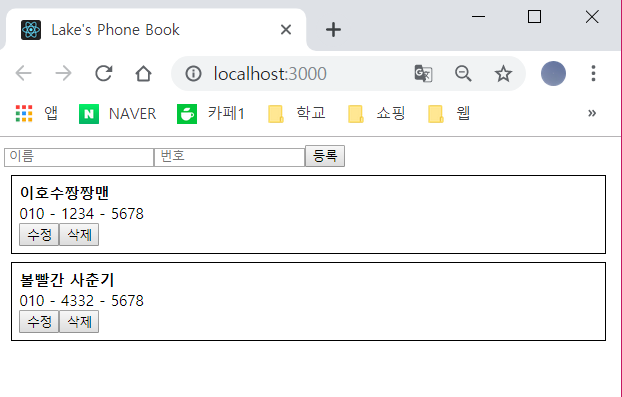 Lake's Phone Book
localhost:3000
앱 NAVER 카페1 학교 쇼핑 웹 »
이름 번호 등록
이호수짱짱맨
010 - 1234 - 5678
수정 삭제
볼빨간 사춘기
010 - 4332 - 5678
수정 삭제